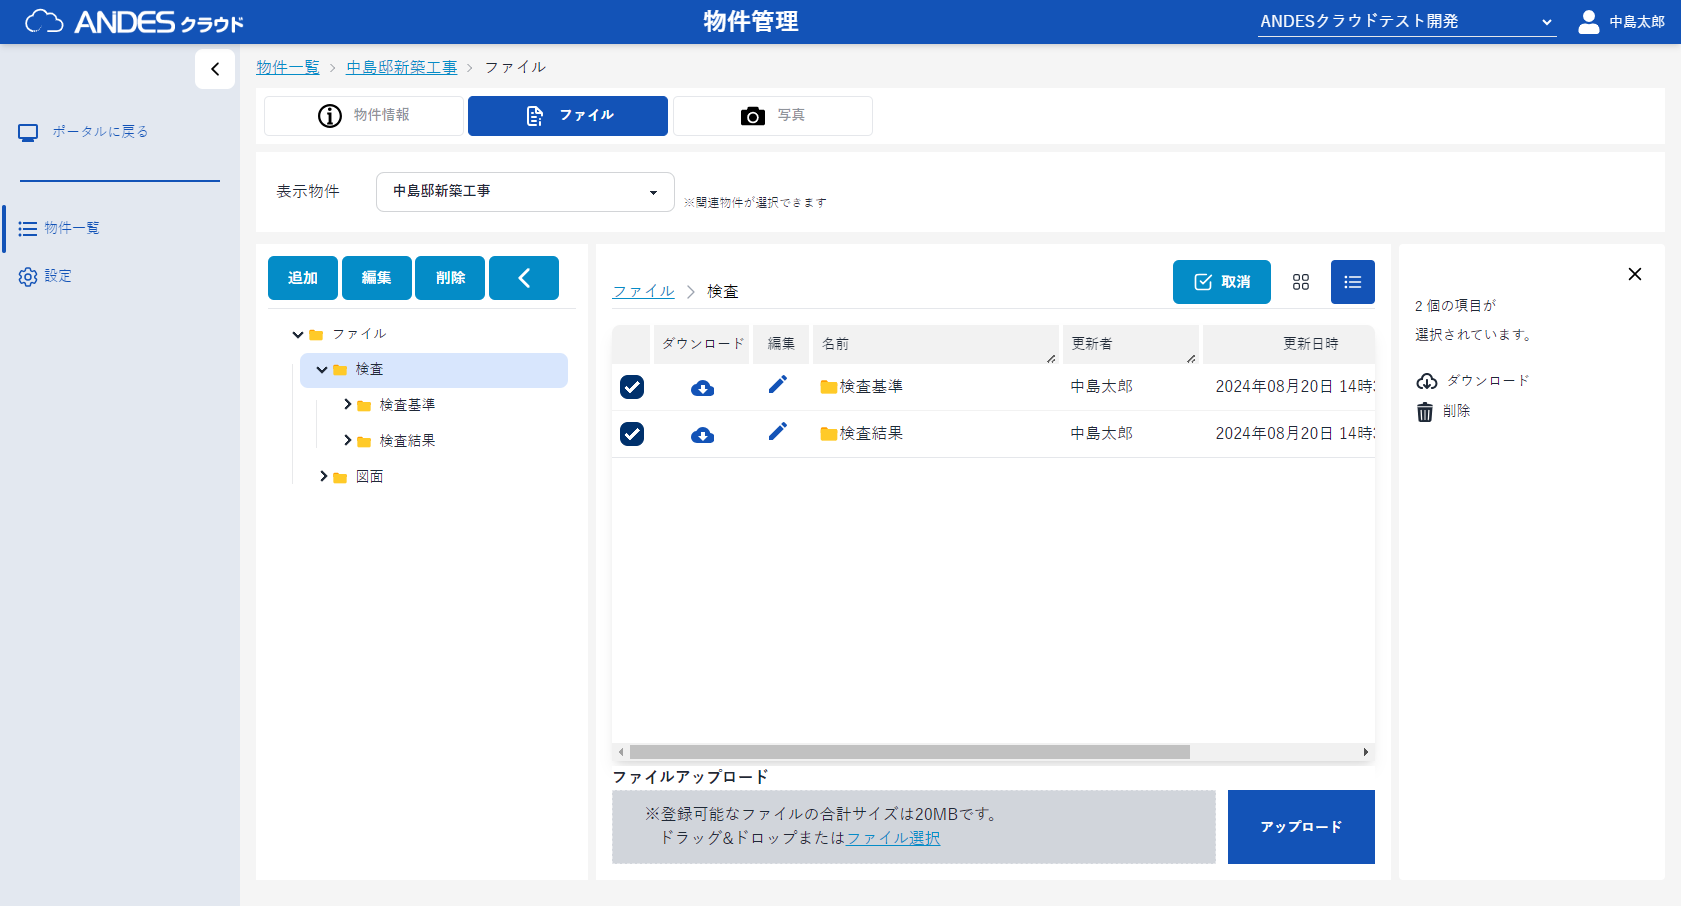 ANDES クラウド
物件管理
ANDESクラウドテスト開発
中島太郎
物件一覧 > 中島邸新築工事 > ファイル
ポータルに戻る
物件一覧
設定
物件情報
ファイル
写真
表示物件
中島邸新築工事
※関連物件が選択できます
追加
編集
削除
ファイル
検査
検査基準
検査結果
図面
ファイル > 検査
取消
ダウンロード 編集 名前 更新者 更新日時
検査基準 中島太郎 2024年08月20日 14時
検査結果 中島太郎 2024年08月20日 14時
ファイルアップロード
※登録可能なファイルの合計サイズは20MBです。
ドラッグ&ドロップまたはファイル選択
アップロード
2 個の項目が
選択されています。
ダウンロード
削除